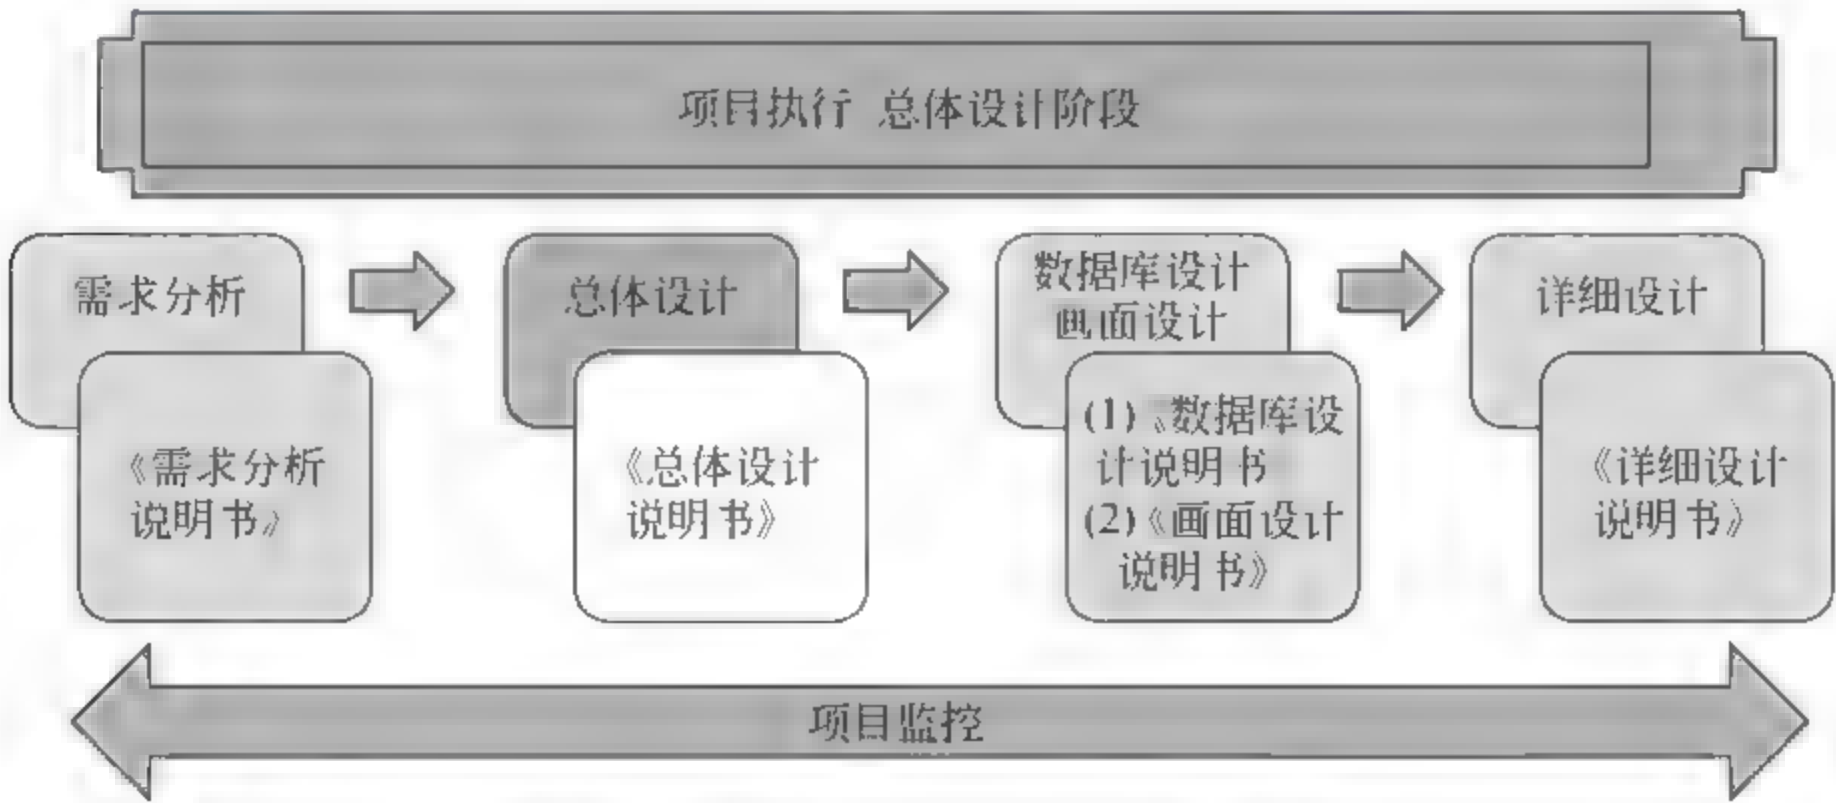 项目执行 总体设计阶段
需求分析
《需求分析
说明书》
总体设计
《总体设计
说明书》
数据库设计
画面设计
(1)《数据库设
计说明书
(2)《画面设计
说明书》
详细设计
《详细设计
说明书》
项目监控